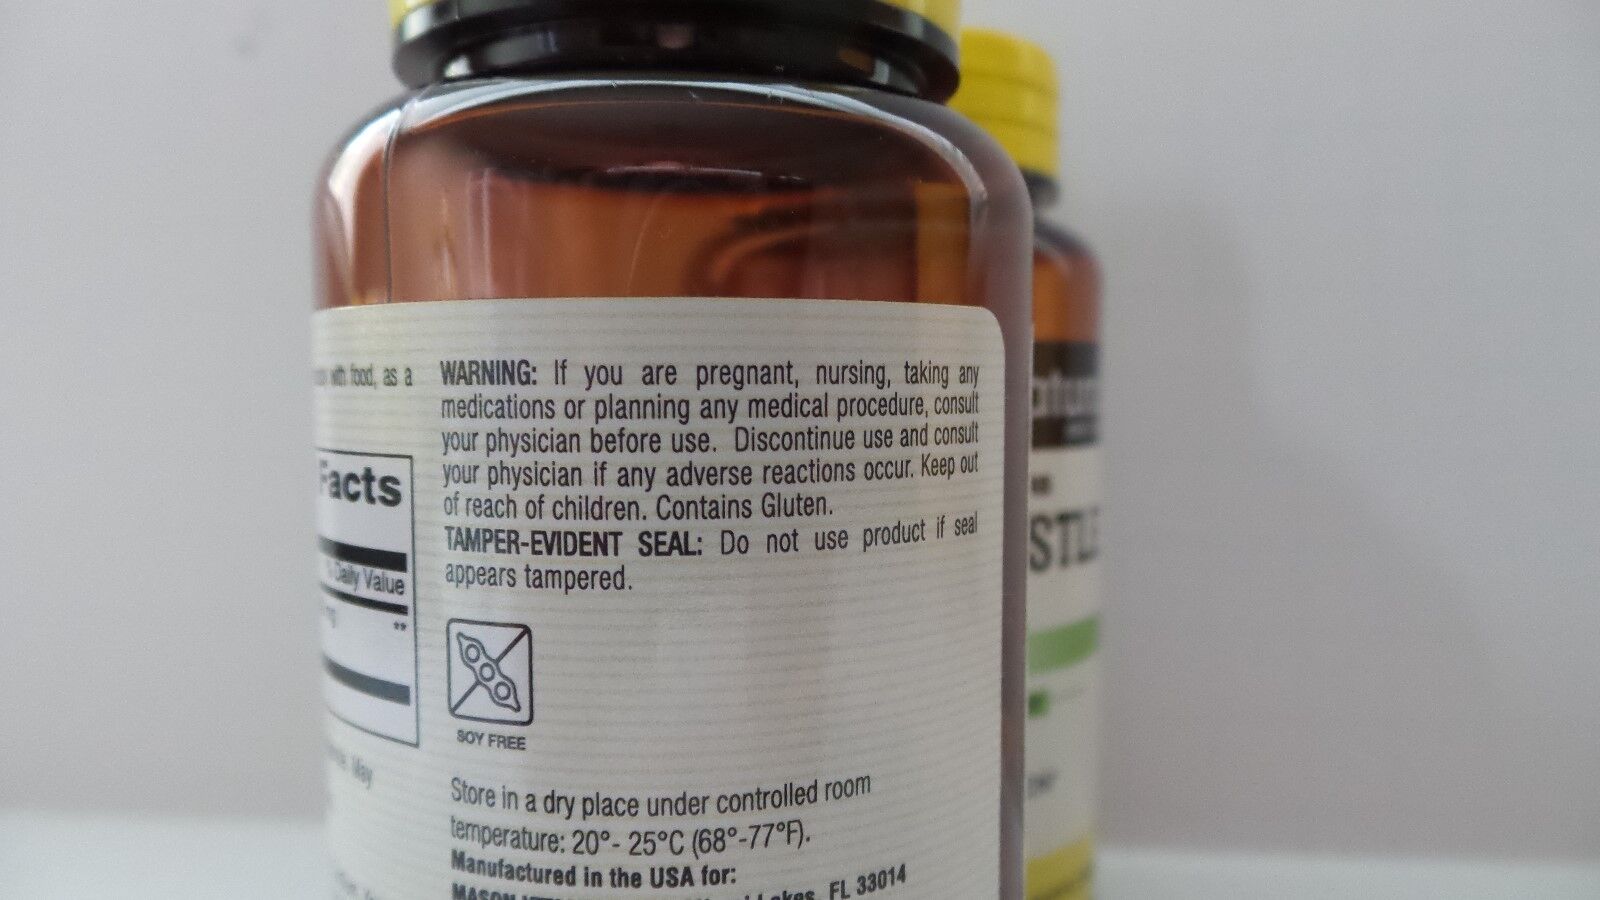 with food, as a
Facts
% Daily Value
**
May
WARNING: If you are pregnant, nursing, taking any
medications or planning any medical procedure, consult
your physician before use. Discontinue use and consult
your physician if any adverse reactions occur. Keep out
of reach of children. Contains Gluten.
TAMPER-EVIDENT SEAL: Do not use product if seal
appears tampered.
SOY FREE
Store in a dry place under controlled room
temperature: 20°- 25°C (68°-77°F).
Manufactured in the USA for:
MASON Lakes, FL 33014
STLE